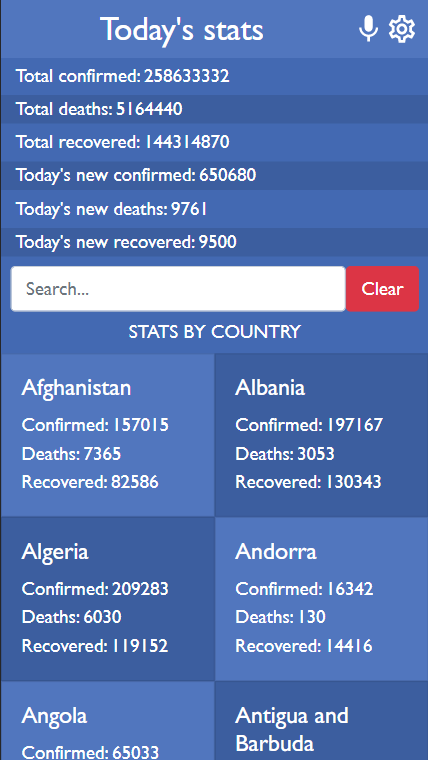 Today's stats
Total confirmed: 258633332
Total deaths: 5164440
Total recovered: 144314870
Today's new confirmed: 650680
Today's new deaths: 9761
Today's new recovered: 9500
Search...
Clear
STATS BY COUNTRY
Afghanistan
Confirmed: 157015
Deaths: 7365
Recovered: 82586
Albania
Confirmed: 197167
Deaths: 3053
Recovered: 130343
Algeria
Confirmed: 209283
Deaths: 6030
Recovered: 119152
Andorra
Confirmed: 16342
Deaths: 130
Recovered: 14416
Angola
Confirmed: 65033
Antigua and
Barbuda